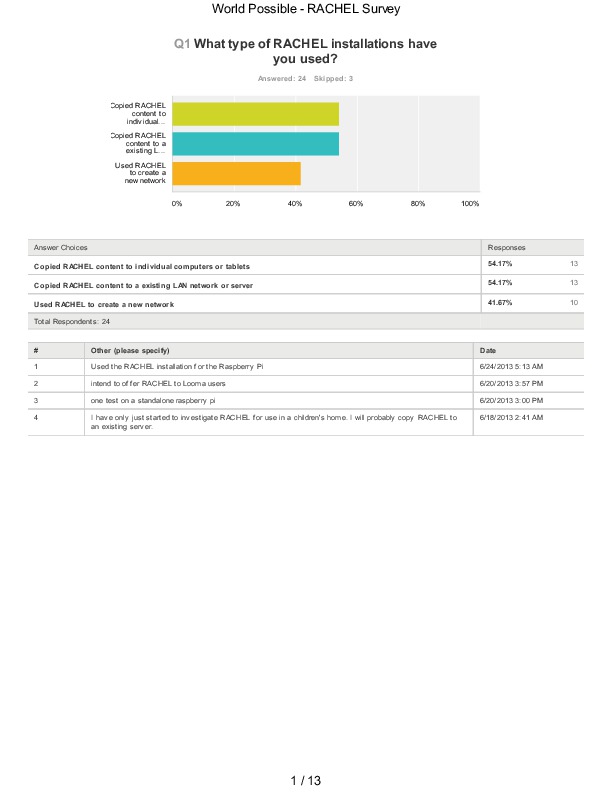 World Possible - RACHEL Survey
Q1 What type of RACHEL installations have
you used?
Answered: 24 Skipped: 3
Copied RACHEL
content to
individual...
Copied RACHEL
content to a
existing L...
Used RACHEL
to create a
new network
0% 20% 40% 60% 80% 100%
Answer Choices Responses
Copied RACHEL content to individual computers or tablets 54.17% 13
Copied RACHEL content to a existing LAN network or server 54.17% 13
Used RACHEL to create a new network 41.67% 10
Total Respondents: 24
# Other (please specify) Date
1 Used the RACHEL installation for the Raspberry Pi 6/24/2013 5:13 AM
2 intend to offer RACHEL to Looma users 6/20/2013 3:57 PM
3 one test on a standalone raspberry pi 6/20/2013 3:00 PM
4 I have only just started to investigate RACHEL for use in a children's home. I will probably copy RACHEL to 6/18/2013 2:41 AM
an existing server.
1 / 13